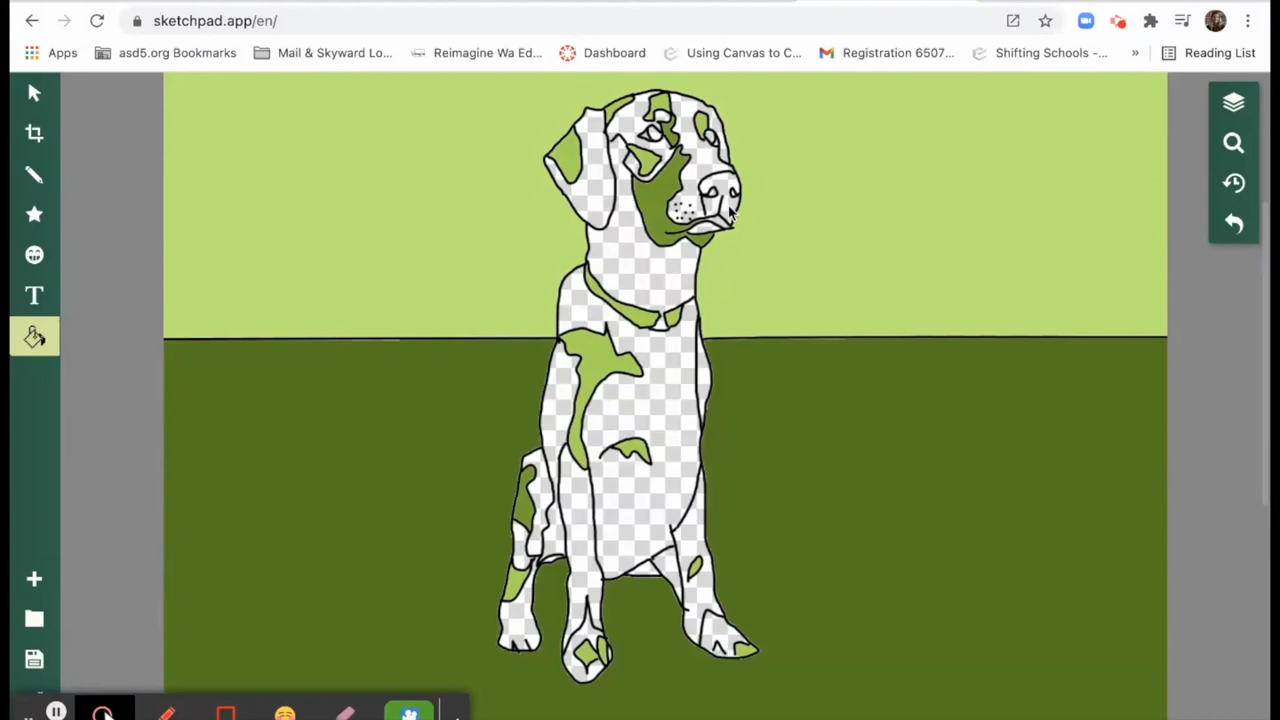 sketchpad.app/en/
Apps asd5.org Bookmarks Mail & Skyward Lo... Reimagine Wa Ed... Dashboard Using Canvas to C... Registration 6507... Shifting Schools -... » Reading List
T